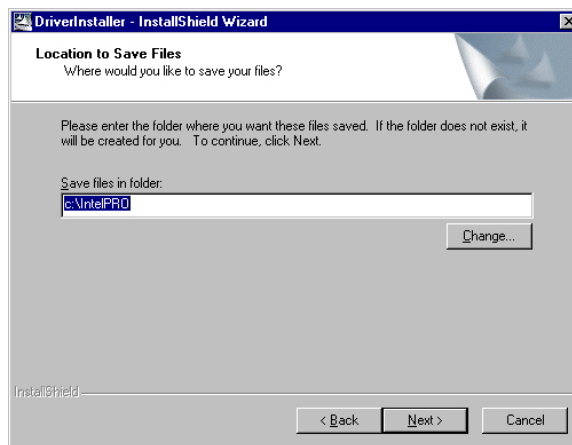 DriverInstaller - InstallShield Wizard
Location to Save Files
Where would you like to save your files?
Please enter the folder where you want these files saved.  If the folder does not exist, it
will be created for you.   To continue, click Next.
Save files in folder:
c:\IntelPRO
Change...
InstallShield
< Back
Next >
Cancel